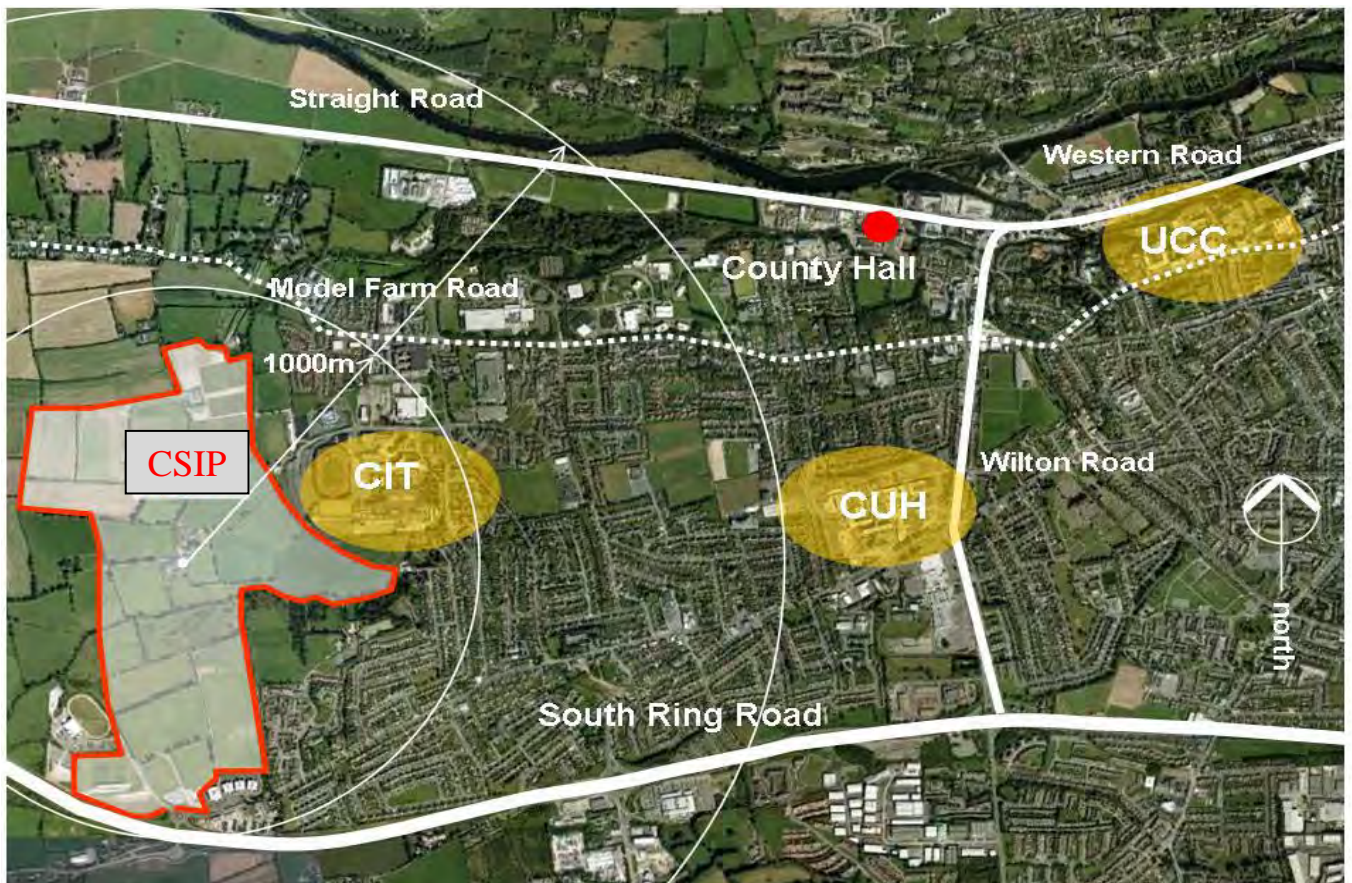 Straight Road
Western Road
UCC
County Hall
Model Farm Road
1000m
CSIP
CIT
Wilton Road
CUH
north
South Ring Road